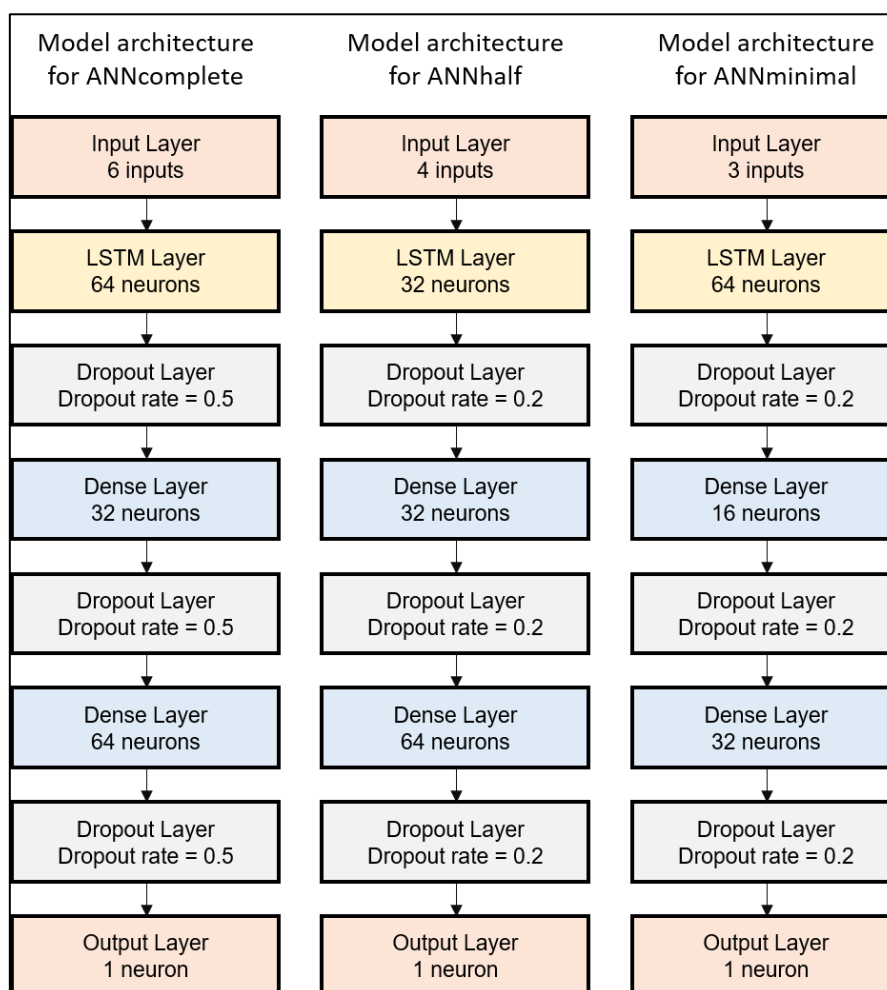 Model architecture
for ANNcomplete
Input Layer
6 inputs
LSTM Layer
64 neurons
Dropout Layer
Dropout rate = 0.5
Dense Layer
32 neurons
Dropout Layer
Dropout rate = 0.5
Dense Layer
64 neurons
Dropout Layer
Dropout rate = 0.5
Output Layer
1 neuron
Model architecture
for ANNhalf
Input Layer
4 inputs
LSTM Layer
32 neurons
Dropout Layer
Dropout rate = 0.2
Dense Layer
32 neurons
Dropout Layer
Dropout rate = 0.2
Dense Layer
64 neurons
Dropout Layer
Dropout rate = 0.2
Output Layer
1 neuron
Model architecture
for ANNminimal
Input Layer
3 inputs
LSTM Layer
64 neurons
Dropout Layer
Dropout rate = 0.2
Dense Layer
16 neurons
Dropout Layer
Dropout rate = 0.2
Dense Layer
32 neurons
Dropout Layer
Dropout rate = 0.2
Output Layer
1 neuron